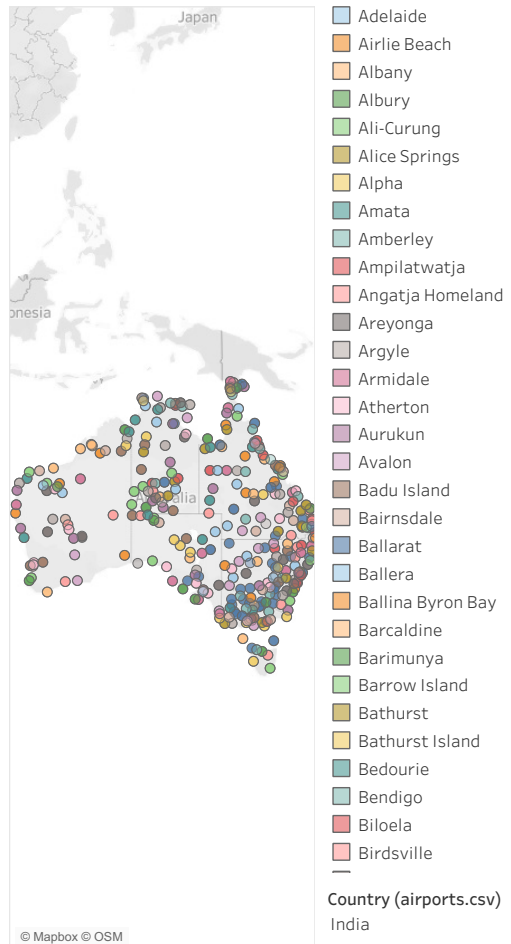 Japan
onesia
alia
Adelaide
Airlie Beach
Albany
Albury
Ali-Curung
Alice Springs
Alpha
Amata
Amberley
Ampilatwatja
Angatja Homeland
Areyonga
Argyle
Armidale
Atherton
Aurukun
Avalon
Badu Island
Bairnsdale
Ballarat
Ballera
Ballina Byron Bay
Barcaldine
Barimunya
Barrow Island
Bathurst
Bathurst Island
Bedourie
Bendigo
Biloela
Birdsville
Country (airports.csv)
India
© Mapbox © OSM